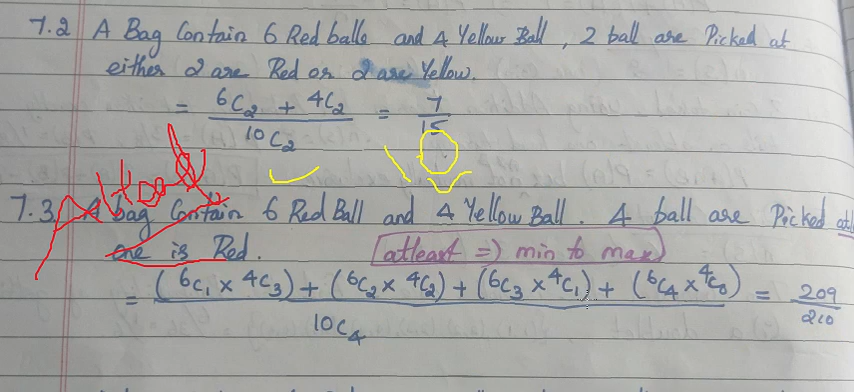 7.2 A Bag Contain 6 Red balls and 4 Yellow Ball, 2 ball are Picked at
either 2 are Red or 2 are Yellow.
= 6C2 + 4C2 / 10C2 = 7/15
7.3 A bag Contain 6 Red Ball and 4 Yellow Ball. 4 ball are Picked atl
one is Red. [atleast => min to max]
= (6C1 × 4C3) + (6C2 × 4C2) + (6C3 × 4C1) + (6C4 × 4C0) / 10C4 = 209/210